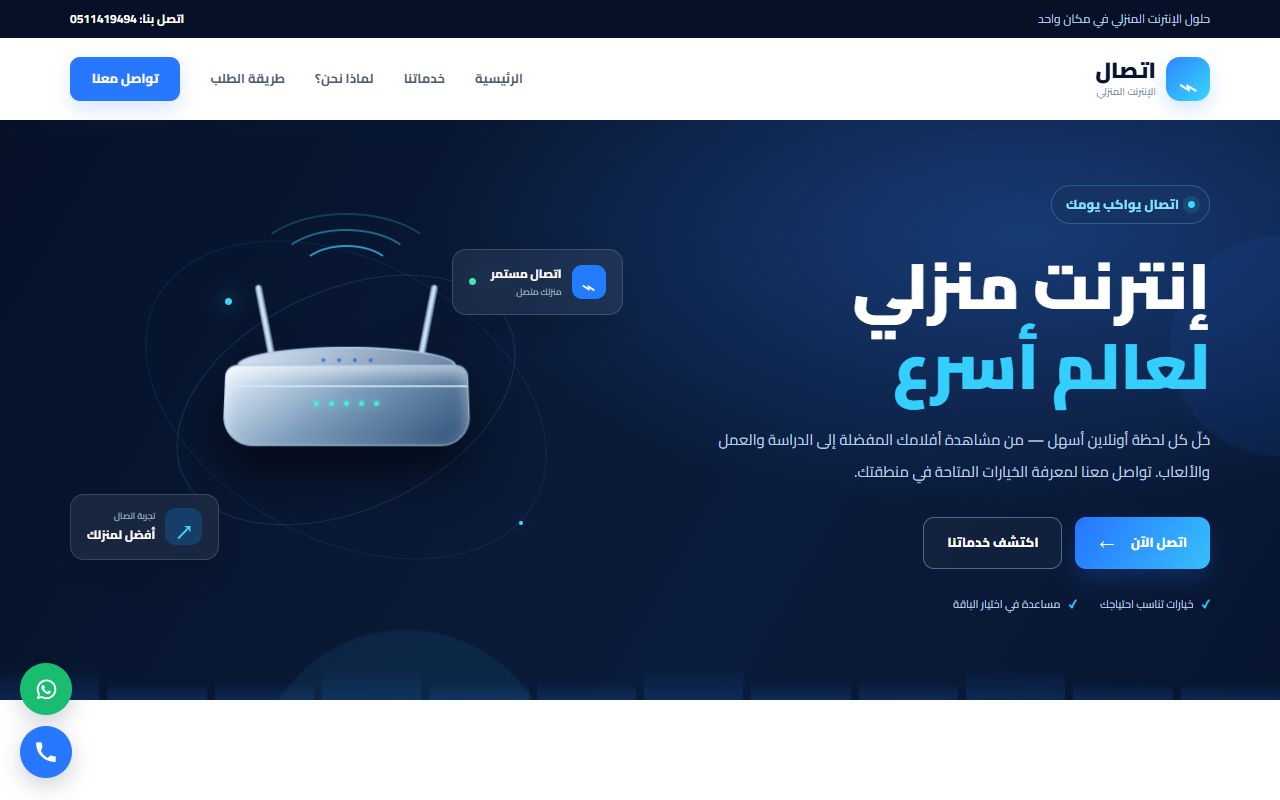 حلول الإنترنت المنزلي في مكان واحد
اتصل بنا: 0511419494
اتصال
الإنترنت المنزلي
الرئيسية
خدماتنا
لماذا نحن؟
طريقة الطلب
تواصل معنا
اتصال يواكب يومك
إنترنت منزلي
لعالم أسرع
خلّ كل لحظة أونلاين أسهل — من مشاهدة أفلامك المفضلة إلى الدراسة والعمل
والألعاب. تواصل معنا لمعرفة الخيارات المتاحة في منطقتك.
اتصل الآن ←
اكتشف خدماتنا
✓ خيارات تناسب احتياجك
✓ مساعدة في اختيار الباقة
اتصال مستمر
منزلك متصل
تجربة اتصال
أفضل لمنزلك